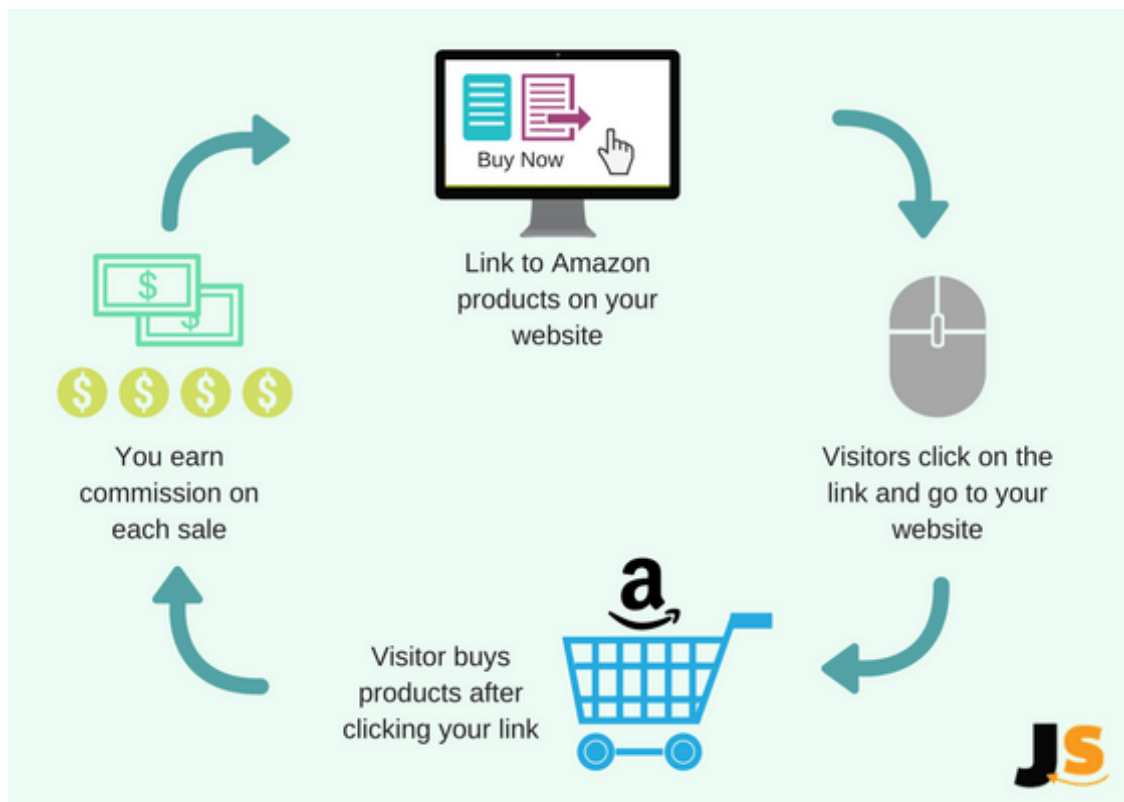 Buy Now
Link to Amazon
products on your
website
Visitors click on the
link and go to your
website
a
Visitor buys
products after
clicking your link
You earn
commission on
each sale
$
$
$ $ $ $
JS